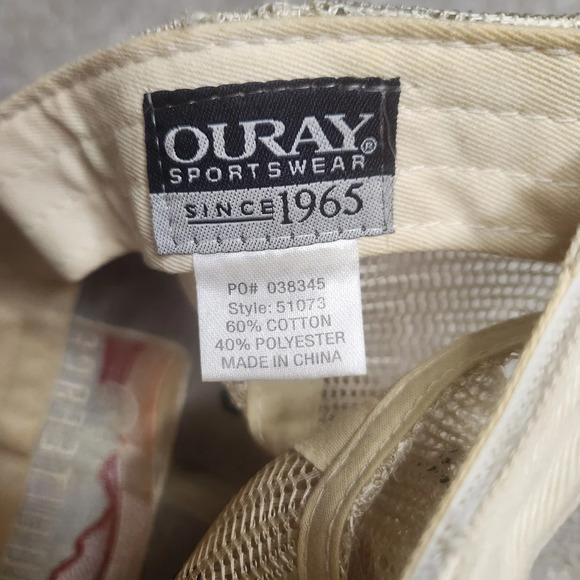 OURAY®
SPORTSWEAR
SINCE 1965
PO# 038345
Style: 51073
60% COTTON
40% POLYESTER
MADE IN CHINA